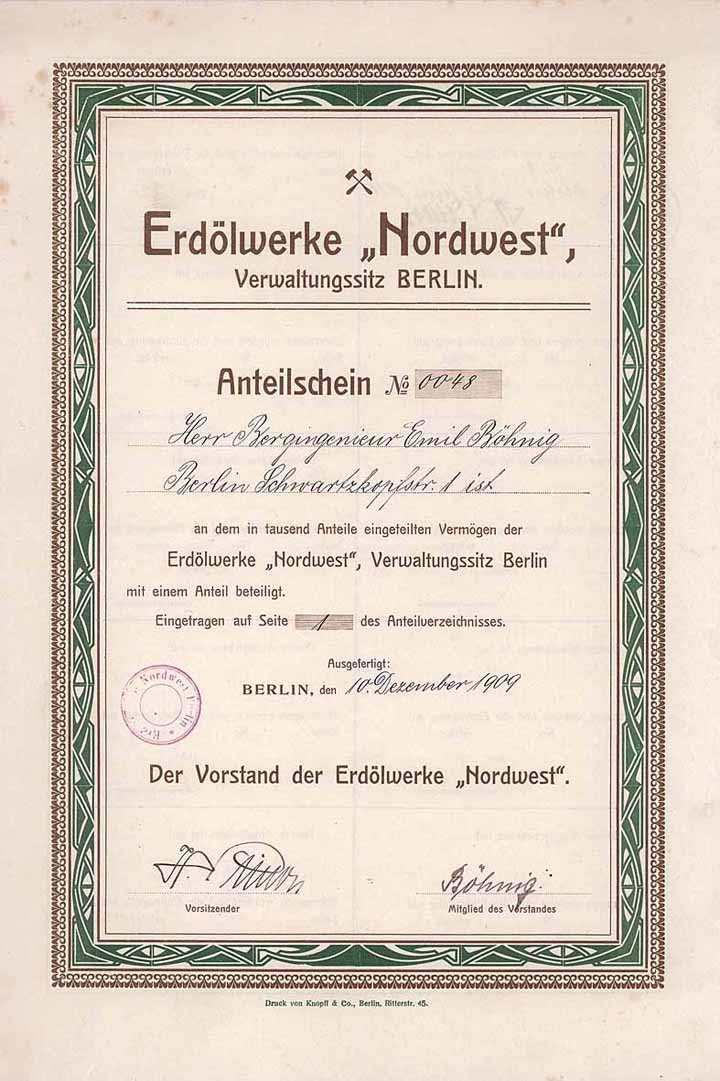 Erdölwerke „Nordwest“,
Verwaltungssitz BERLIN.
Anteilschein № 0048
Herr Bergingenieur Emil Böhnig
Berlin Schwartzkopfstr. 1 ist
an dem in tausend Anteile eingeteilten Vermögen der
Erdölwerke „Nordwest“, Verwaltungssitz Berlin
mit einem Anteil beteiligt.
Eingetragen auf Seite 1 des Anteilverzeichnisses.
Ausgefertigt:
BERLIN, den 10. Dezember 1909
Nordwest Berlin
Der Vorstand der Erdölwerke „Nordwest“.
Böhnig.
Vorsitzender
Mitglied des Vorstandes
Druck von Knopff & Co., Berlin, Ritterstr. 45.